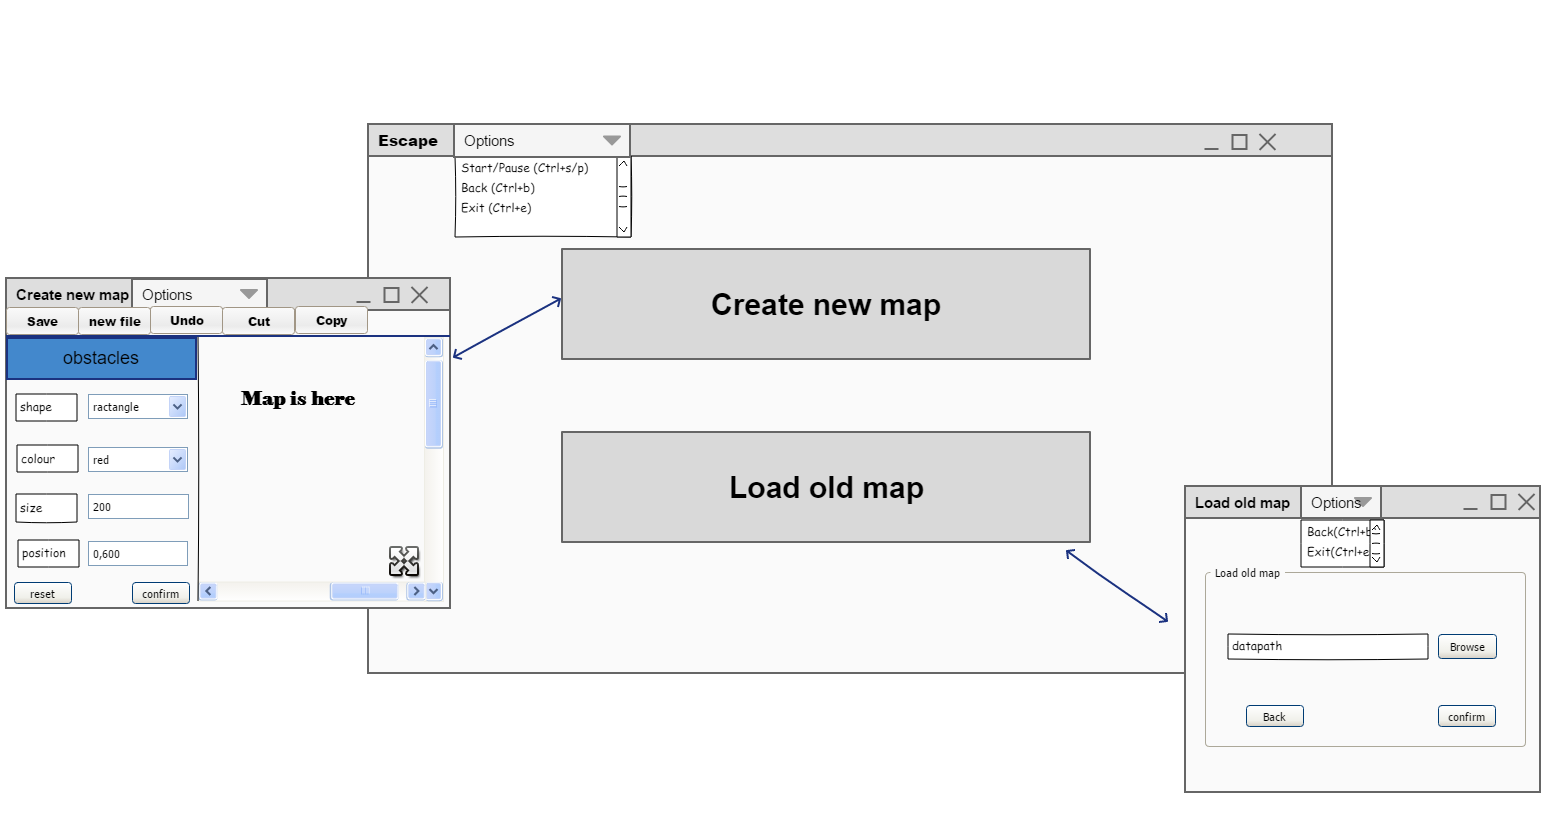 Escape
Options
Start/Pause (Ctrl+s/p)
Back (Ctrl+b)
Exit (Ctrl+e)
Create new map
Load old map
Create new map
Options
Save
new file
Undo
Cut
Copy
obstacles
Map is here
shape
ractangle
colour
red
size
200
position
0,600
reset
confirm
Load old map
Options
Back(Ctrl+b
Exit(Ctrl+e
Load old map
datapath
Browse
Back
confirm